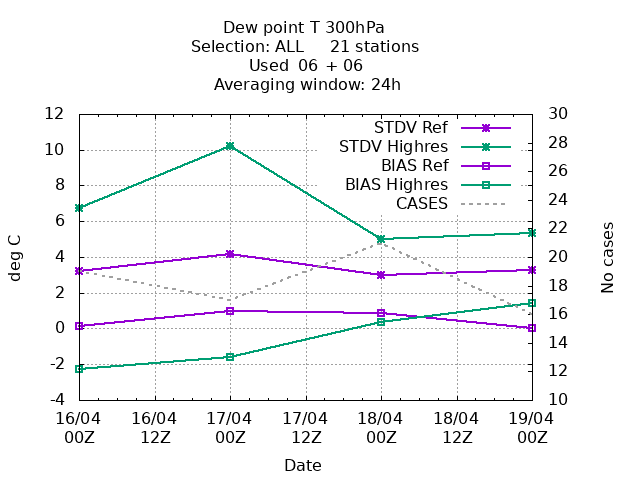 Dew point T 300hPa
Selection: ALL 21 stations
Used 06 + 06
Averaging window: 24h
STDV Ref
STDV Highres
BIAS Ref
BIAS Highres
CASES
12
10
8
6
4
2
0
-2
-4
deg C
30
28
26
24
22
20
18
16
14
12
10
No cases
16/04 16/04 17/04 17/04 18/04 18/04 19/04
00Z 12Z 00Z 12Z 00Z 12Z 00Z
Date